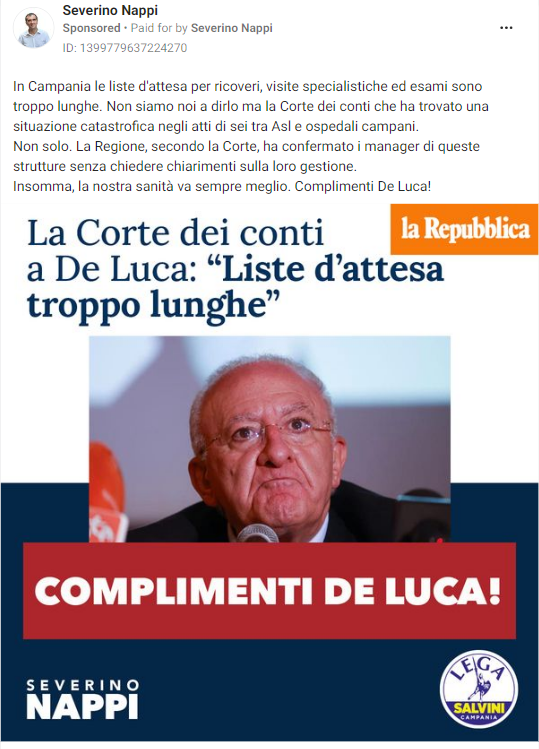 Severino Nappi
Sponsored • Paid for by Severino Nappi
ID: 1399779637224270
In Campania le liste d'attesa per ricoveri, visite specialistiche ed esami sono
troppo lunghe. Non siamo noi a dirlo ma la Corte dei conti che ha trovato una
situazione catastrofica negli atti di sei tra Asl e ospedali campani.
Non solo. La Regione, secondo la Corte, ha confermato i manager di queste
strutture senza chiedere chiarimenti sulla loro gestione.
Insomma, la nostra sanità va sempre meglio. Complimenti De Luca!
la Repubblica
La Corte dei conti
a De Luca: “Liste d’attesa
troppo lunghe”
COMPLIMENTI DE LUCA!
SEVERINO
NAPPI
LEGA
SALVINI
CAMPANIA